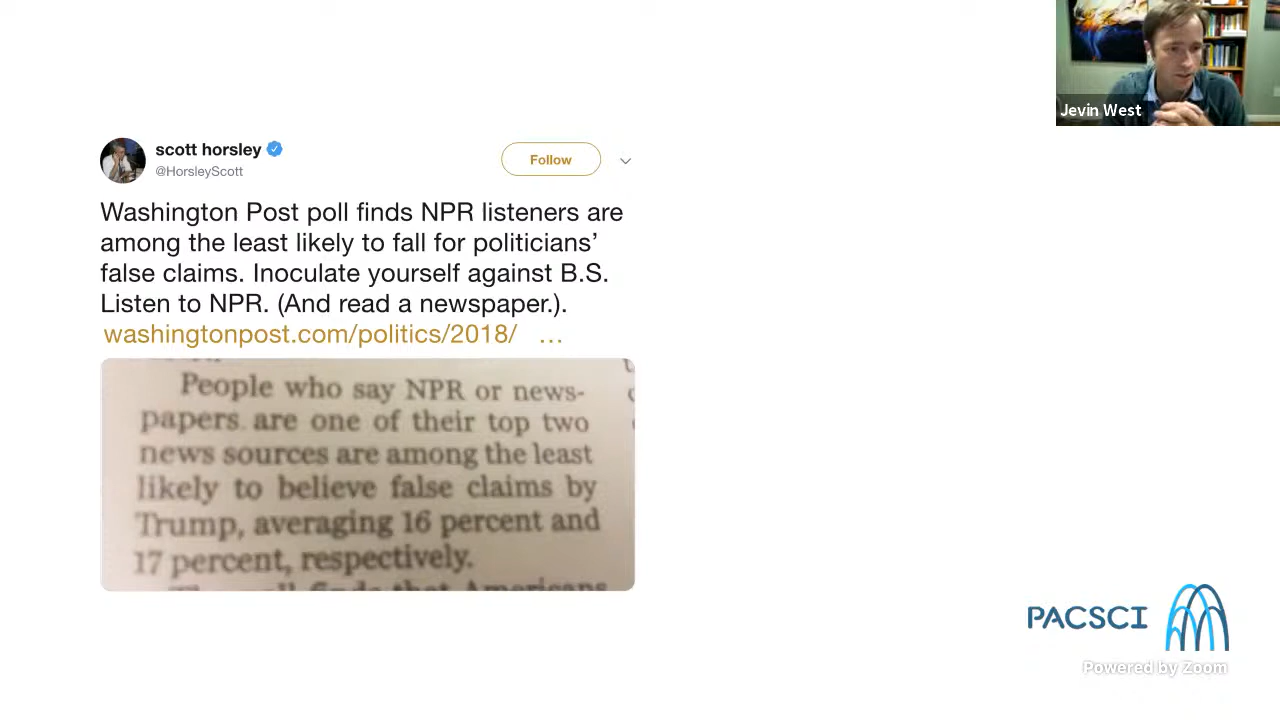 Jevin West
scott horsley
@HorsleyScott
Follow
Washington Post poll finds NPR listeners are
among the least likely to fall for politicians’
false claims. Inoculate yourself against B.S.
Listen to NPR. (And read a newspaper.).
washingtonpost.com/politics/2018/ …
People who say NPR or news-
papers are one of their top two
news sources are among the least
likely to believe false claims by
Trump, averaging 16 percent and
17 percent, respectively.
that Americans
PACSCI
Powered by Zoom